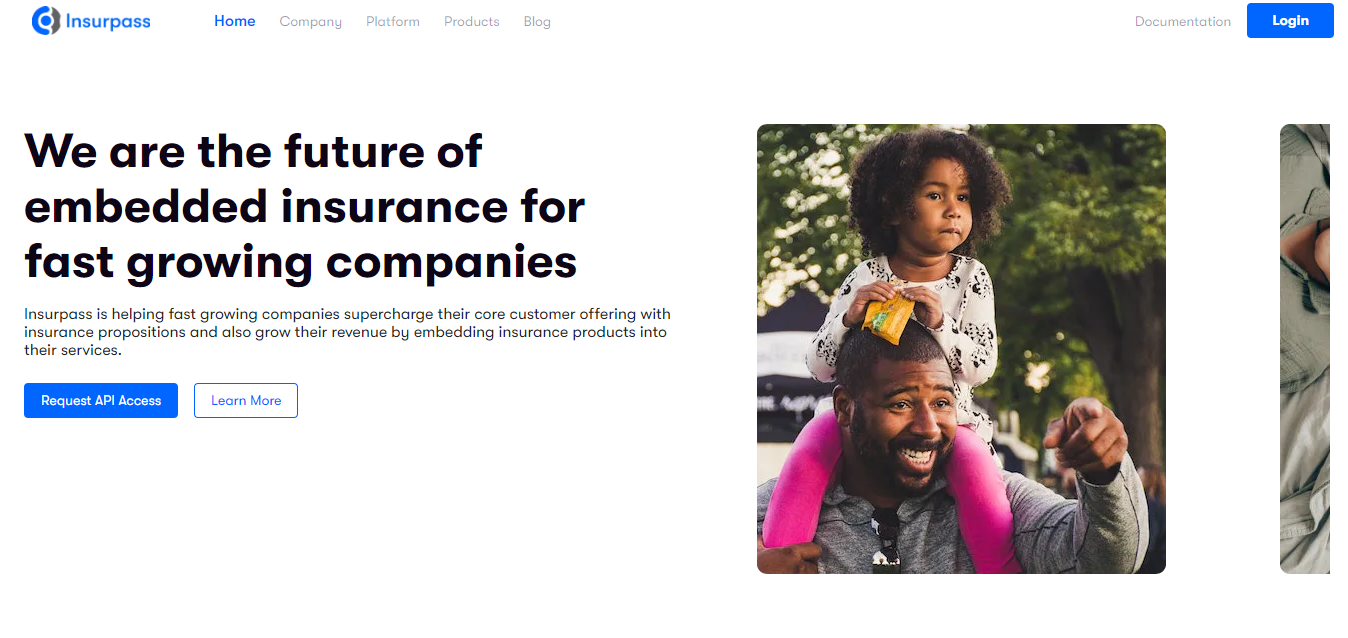 Insurpass
Home
Company
Platform
Products
Blog
Documentation
Login
We are the future of
embedded insurance for
fast growing companies
Insurpass is helping fast growing companies supercharge their core customer offering with
insurance propositions and also grow their revenue by embedding insurance products into
their services.
Request API Access
Learn More